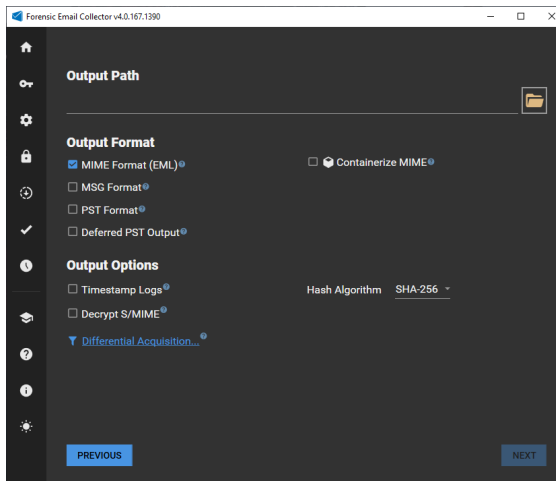 Forensic Email Collector v4.0.167.1390
Output Path
Output Format
MIME Format (EML)
Containerize MIME
MSG Format
PST Format
Deferred PST Output
Output Options
Timestamp Logs
Hash Algorithm SHA-256
Decrypt S/MIME
Differential Acquisition...
PREVIOUS
NEXT